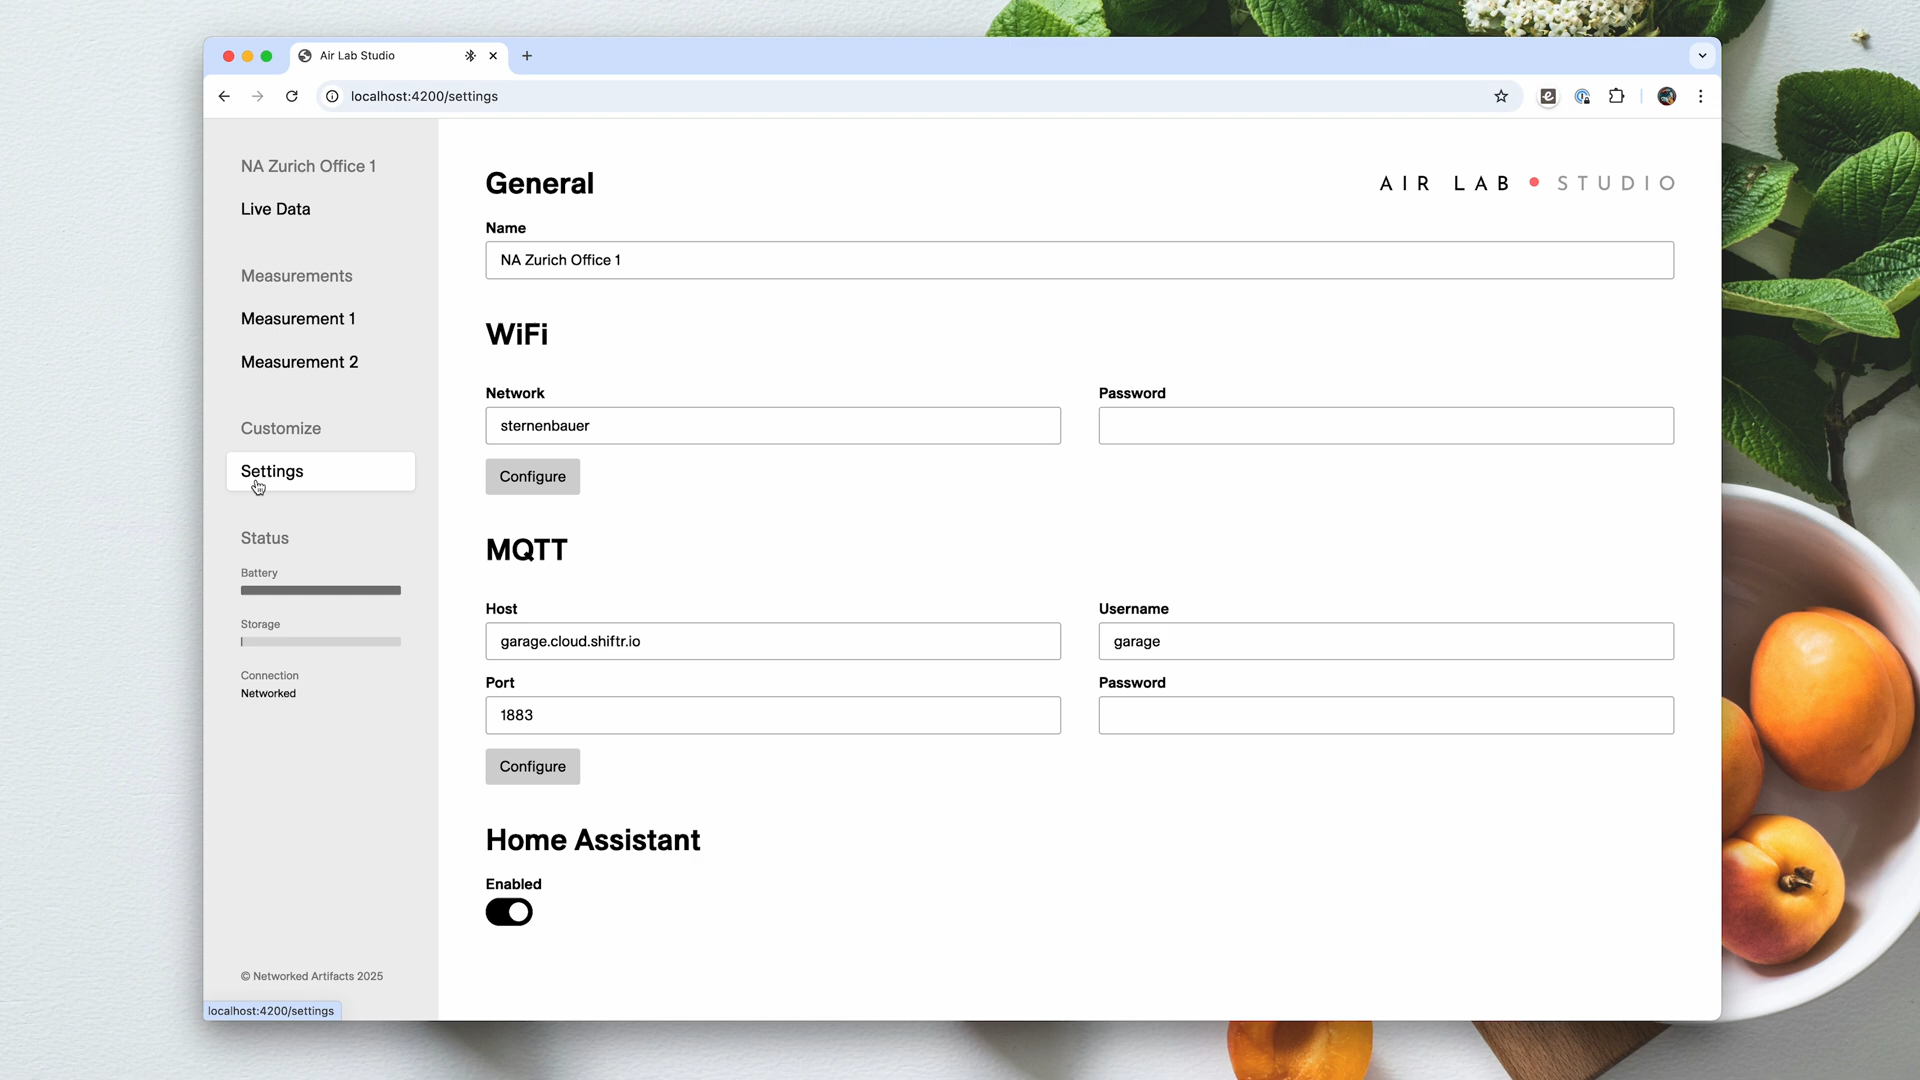 Air Lab Studio
localhost:4200/settings
NA Zurich Office 1
Live Data
Measurements
Measurement 1
Measurement 2
Customize
Settings
Status
Battery
Storage
Connection
Networked
© Networked Artifacts 2025
localhost:4200/settings
General
AIR LAB • STUDIO
Name
NA Zurich Office 1
WiFi
Network
Password
sternenbauer
Configure
MQTT
Host
Username
garage.cloud.shiftr.io
garage
Port
Password
1883
Configure
Home Assistant
Enabled